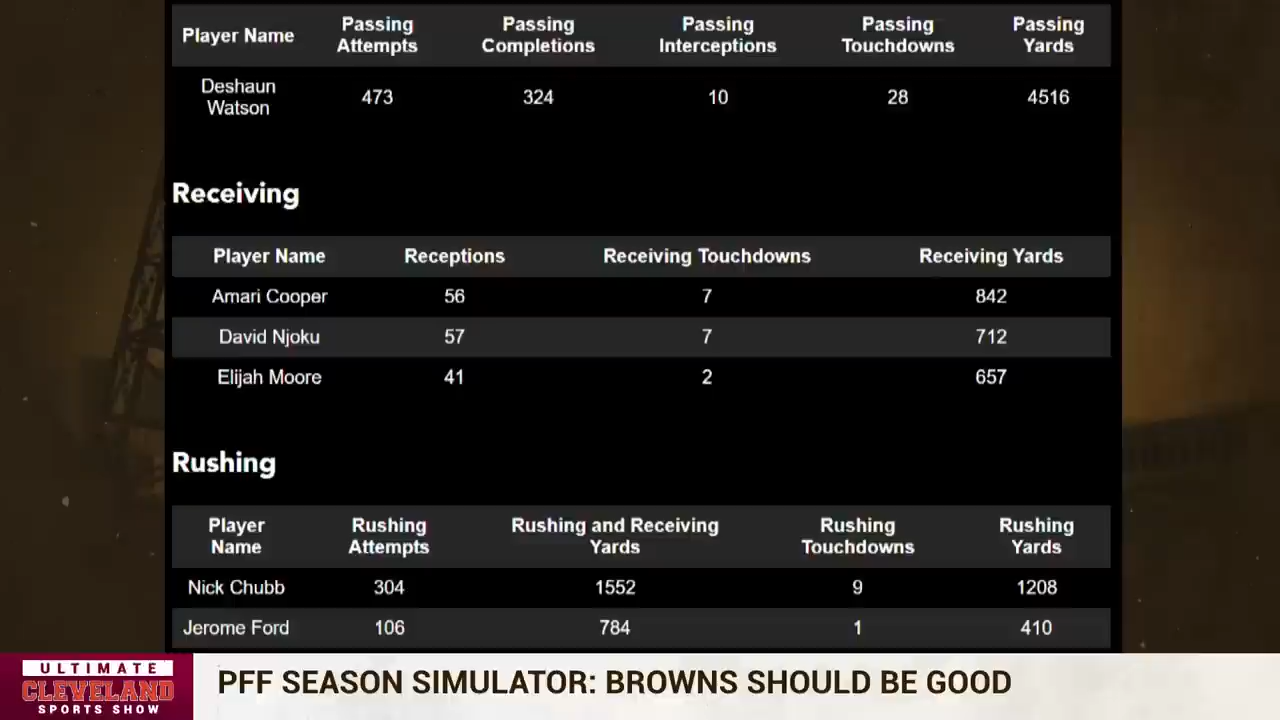 Player Name Passing Attempts Passing Completions Passing Interceptions Passing Touchdowns Passing Yards
Deshaun Watson 473 324 10 28 4516
Receiving
Player Name Receptions Receiving Touchdowns Receiving Yards
Amari Cooper 56 7 842
David Njoku 57 7 712
Elijah Moore 41 2 657
Rushing
Player Name Rushing Attempts Rushing and Receiving Yards Rushing Touchdowns Rushing Yards
Nick Chubb 304 1552 9 1208
Jerome Ford 106 784 1 410
ULTIMATE
CLEVELAND
SPORTS SHOW
PFF SEASON SIMULATOR: BROWNS SHOULD BE GOOD